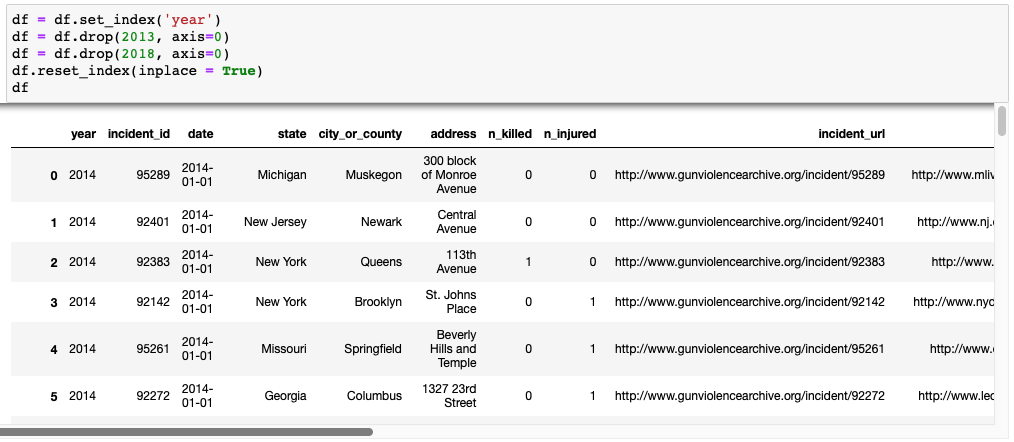 df = df.set_index('year')
df = df.drop(2013, axis=0)
df = df.drop(2018, axis=0)
df.reset_index(inplace = True)
df
year incident_id date state city_or_county address n_killed n_injured incident_url
0 2014 95289 2014-01-01 Michigan Muskegon 300 block of Monroe Avenue 0 0 http://www.gunviolencearchive.org/incident/95289 http://www.mliv
1 2014 92401 2014-01-01 New Jersey Newark Central Avenue 0 0 http://www.gunviolencearchive.org/incident/92401 http://www.nj.
2 2014 92383 2014-01-01 New York Queens 113th Avenue 1 0 http://www.gunviolencearchive.org/incident/92383 http://www.
3 2014 92142 2014-01-01 New York Brooklyn St. Johns Place 0 1 http://www.gunviolencearchive.org/incident/92142 http://www.nyc
4 2014 95261 2014-01-01 Missouri Springfield Beverly Hills and Temple 0 1 http://www.gunviolencearchive.org/incident/95261 http://www.
5 2014 92272 2014-01-01 Georgia Columbus 1327 23rd Street 0 1 http://www.gunviolencearchive.org/incident/92272 http://www.lec